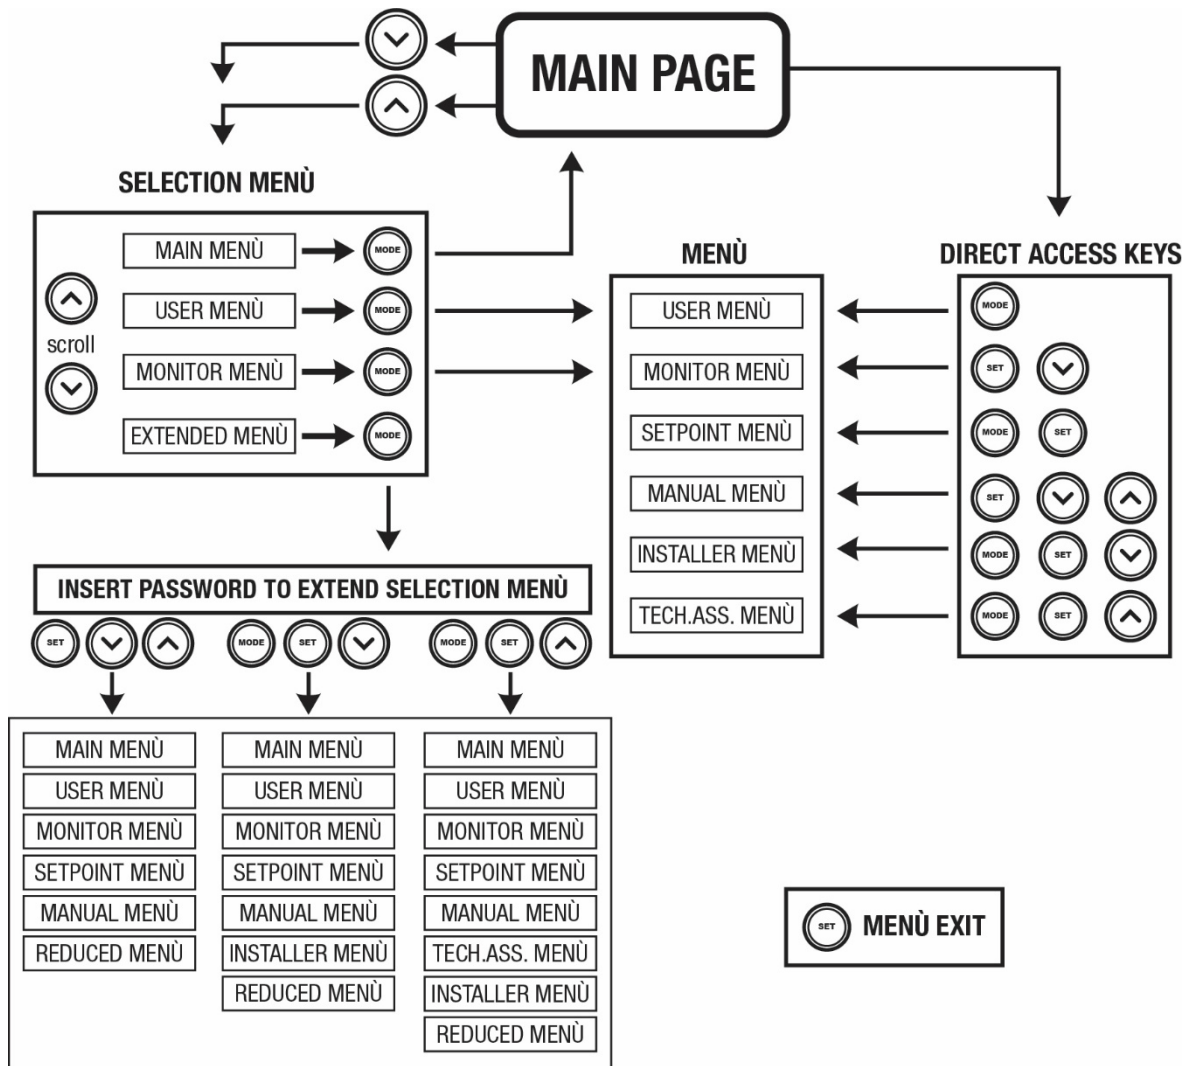 MAIN PAGE
SELECTION MENÙ
MAIN MENÙ MODE
USER MENÙ MODE
scroll
MONITOR MENÙ MODE
EXTENDED MENÙ MODE
MENÙ
USER MENÙ
MONITOR MENÙ
SETPOINT MENÙ
MANUAL MENÙ
INSTALLER MENÙ
TECH.ASS. MENÙ
DIRECT ACCESS KEYS
MODE
SET
MODE SET
SET
MODE SET
MODE SET
INSERT PASSWORD TO EXTEND SELECTION MENÙ
SET
MODE SET
MODE SET
MAIN MENÙ
USER MENÙ
MONITOR MENÙ
SETPOINT MENÙ
MANUAL MENÙ
REDUCED MENÙ
MAIN MENÙ
USER MENÙ
MONITOR MENÙ
SETPOINT MENÙ
MANUAL MENÙ
INSTALLER MENÙ
REDUCED MENÙ
MAIN MENÙ
USER MENÙ
MONITOR MENÙ
SETPOINT MENÙ
MANUAL MENÙ
TECH.ASS. MENÙ
INSTALLER MENÙ
REDUCED MENÙ
SET MENÙ EXIT